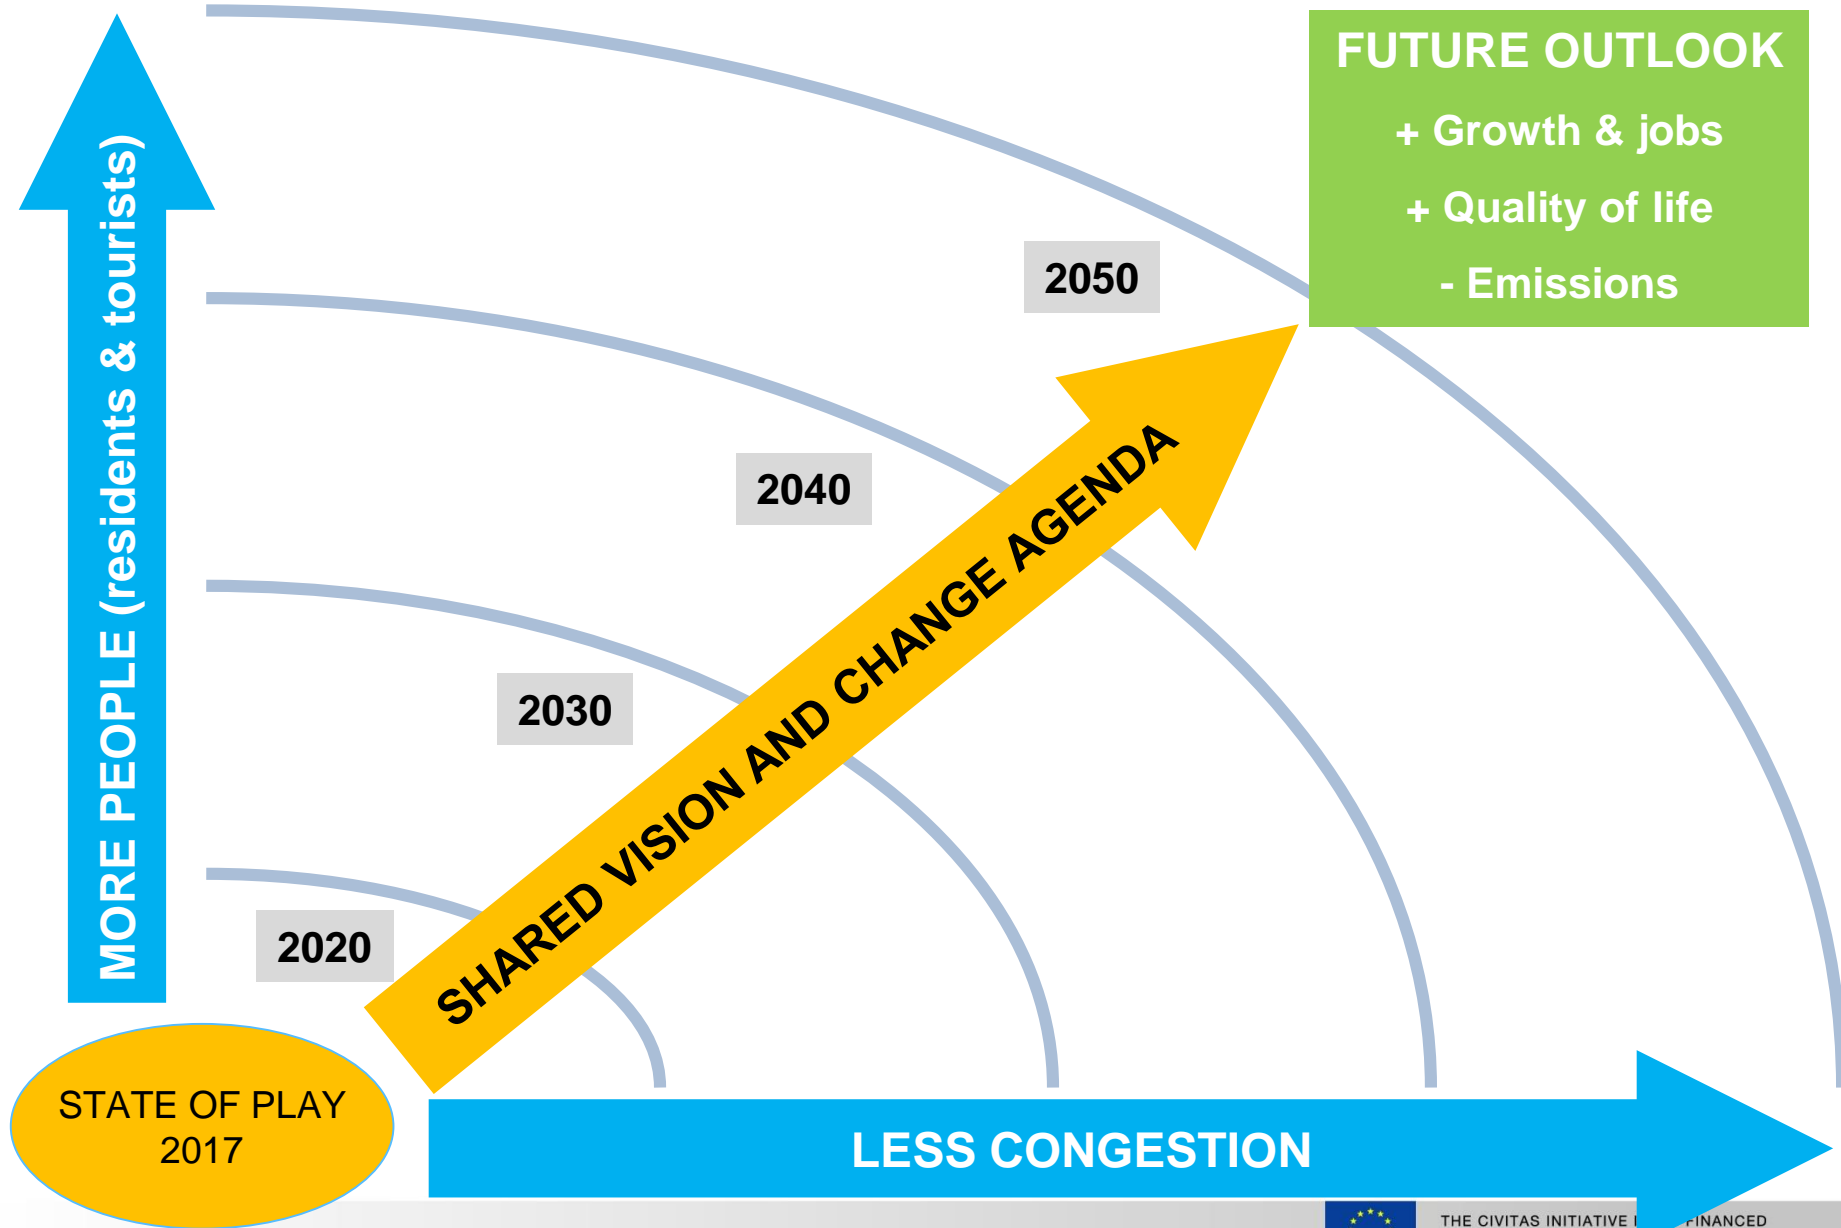 FUTURE OUTLOOK
+ Growth & jobs
+ Quality of life
- Emissions
MORE PEOPLE (residents & tourists)
2050
2040
2030
2020
SHARED VISION AND CHANGE AGENDA
STATE OF PLAY
2017
LESS CONGESTION
THE CIVITAS INITIATIVE FINANCED